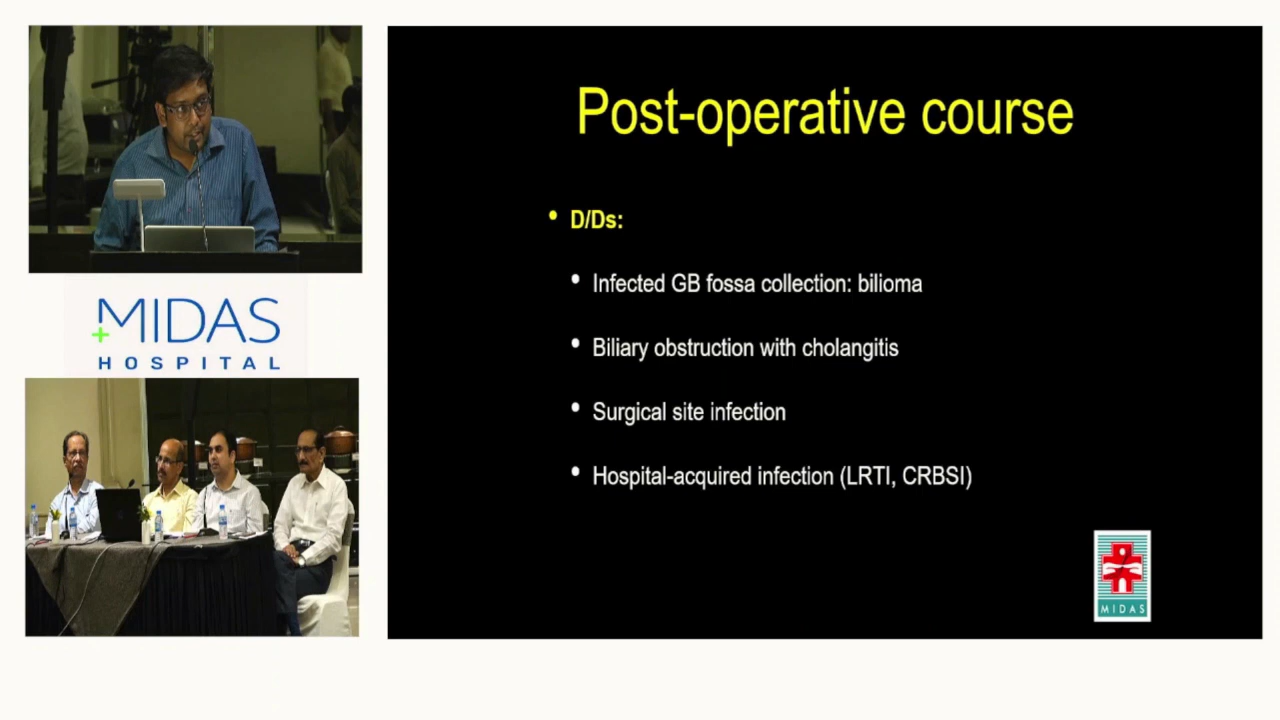 Post-operative course
• D/Ds:
• Infected GB fossa collection: bilioma
• Biliary obstruction with cholangitis
• Surgical site infection
• Hospital-acquired infection (LRTI, CRBSI)
MIDAS
MIDAS
HOSPITAL